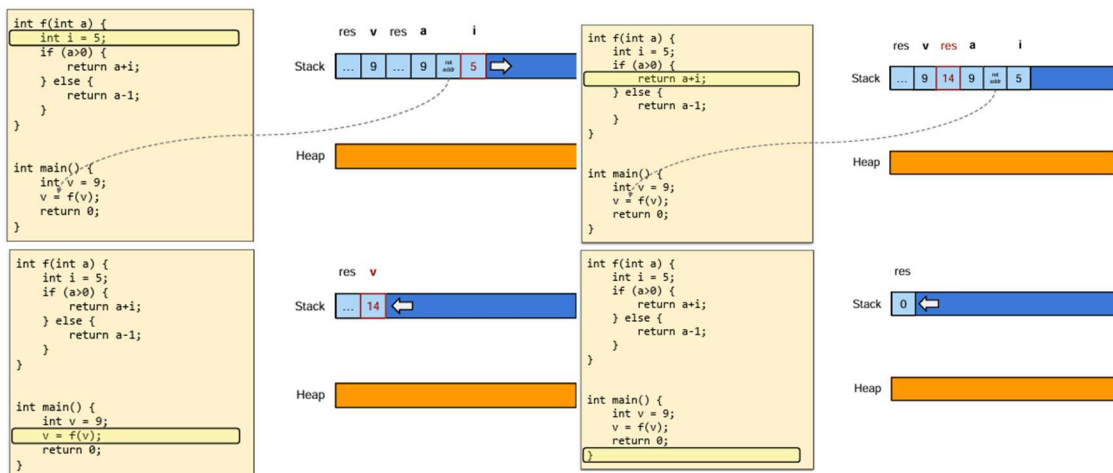 int f(int a) {
int i = 5;
if (a>0) {
return a+i;
} else {
return a-1;
}
}
int main() {
int v = 9;
v = f(v);
return 0;
}
res v res a i
Stack ... 9 ... 9 ret addr 5
Heap
int f(int a) {
int i = 5;
if (a>0) {
return a+i;
} else {
return a-1;
}
}
int main() {
int v = 9;
v = f(v);
return 0;
}
res v res a i
Stack ... 9 14 9 ret addr 5
Heap
int f(int a) {
int i = 5;
if (a>0) {
return a+i;
} else {
return a-1;
}
}
int main() {
int v = 9;
v = f(v);
return 0;
}
res v
Stack ... 14
Heap
int f(int a) {
int i = 5;
if (a>0) {
return a+i;
} else {
return a-1;
}
}
int main() {
int v = 9;
v = f(v);
return 0;
}
res
Stack 0
Heap